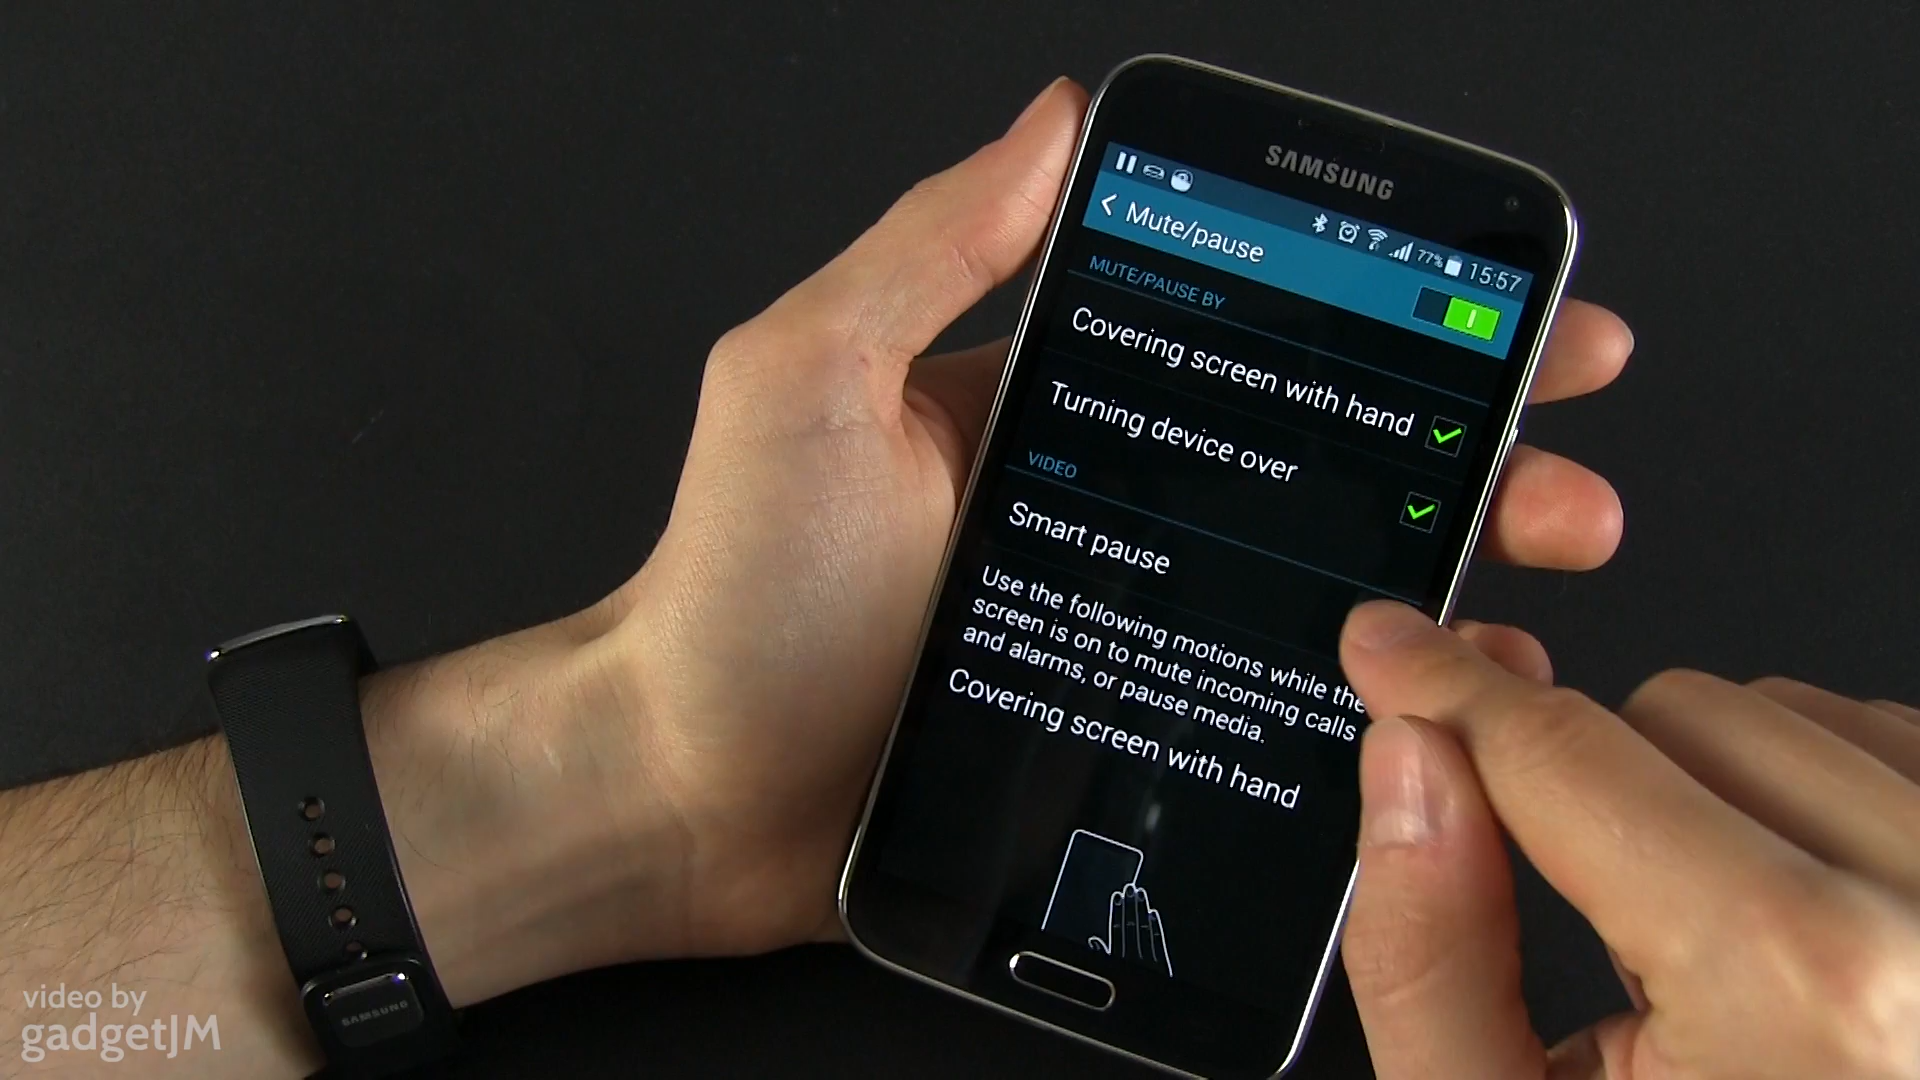 SAMSUNG
77% 15:57
Mute/pause
MUTE/PAUSE BY
Covering screen with hand
Turning device over
VIDEO
Smart pause
Use the following motions while the
screen is on to mute incoming calls
and alarms, or pause media.
Covering screen with hand
SAMSUNG
video by
gadgetJM